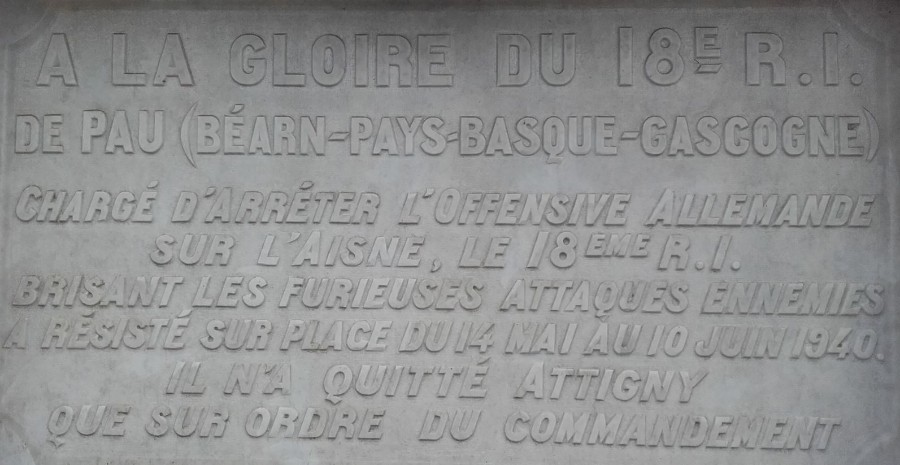 A LA GLOIRE DU 18E R.I.
DE PAU (BÉARN-PAYS-BASQUE-GASCOGNE)
CHARGÉ D'ARRÉTER L'OFFENSIVE ALLEMANDE
SUR L'AISNE, LE 18EME R.I.
BRISANT LES FURIEUSES ATTAQUES ENNEMIES
A RÉSISTÉ SUR PLACE DU 14 MAI AU 10 JUIN 1940.
IL N'A QUITTÉ ATTIGNY
QUE SUR ORDRE DU COMMANDEMENT